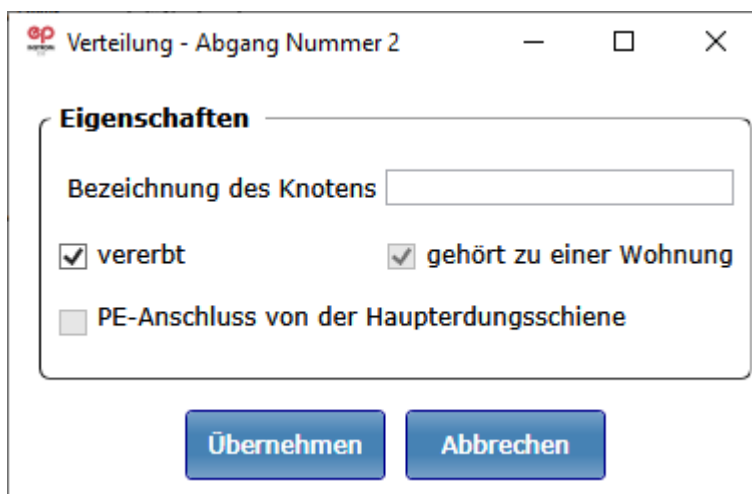 ep
Verteilung - Abgang Nummer 2
Eigenschaften
Bezeichnung des Knotens
vererbt
gehört zu einer Wohnung
PE-Anschluss von der Haupterdungsschiene
Übernehmen
Abbrechen